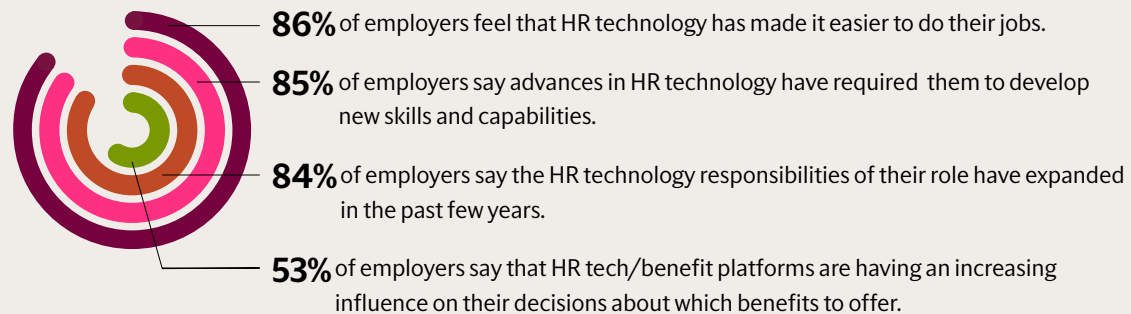 86% of employers feel that HR technology has made it easier to do their jobs.
85% of employers say advances in HR technology have required them to develop
new skills and capabilities.
84% of employers say the HR technology responsibilities of their role have expanded
in the past few years.
53% of employers say that HR tech/benefit platforms are having an increasing
influence on their decisions about which benefits to offer.